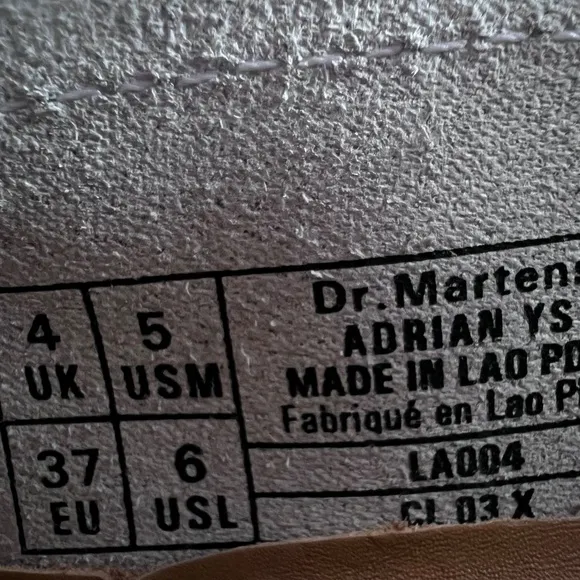 4 5
UK USM
37 6
EU USL
Dr. Martens
ADRIAN YS
MADE IN LAO PD
Fabriqué en Lao P
LA004
CL 03 X